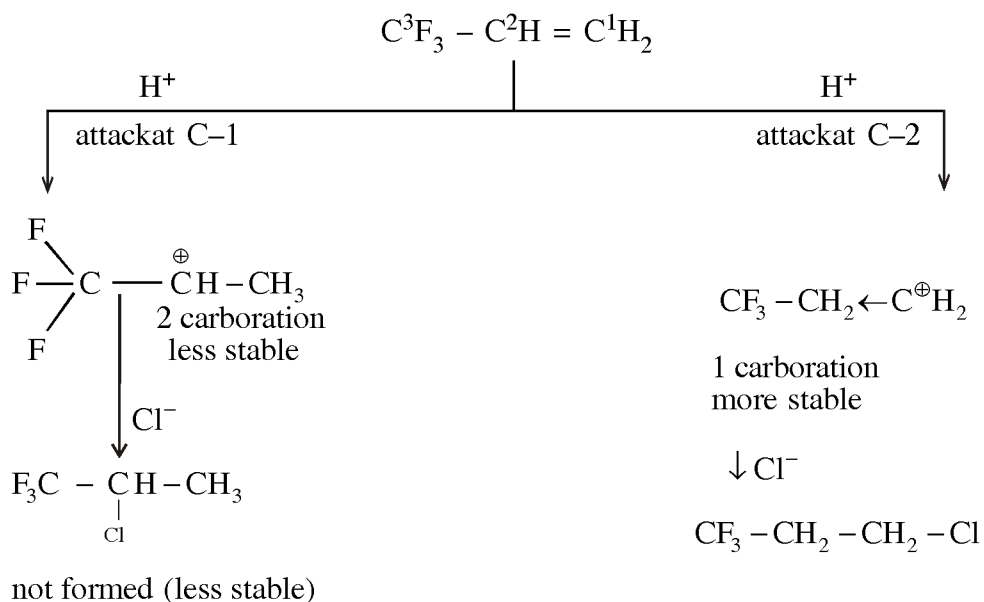 C³F₃ – C²H = C¹H₂
H⁺ H⁺
attackat C–1 attackat C–2
F
F C ⊕CH – CH₃
F
2 carboration
less stable
CF₃ – CH₂ ← C⊕H₂
1 carboration
more stable
Cl⁻
↓ Cl⁻
F₃C – CH – CH₃
Cl
CF₃ – CH₂ – CH₂ – Cl
not formed (less stable)